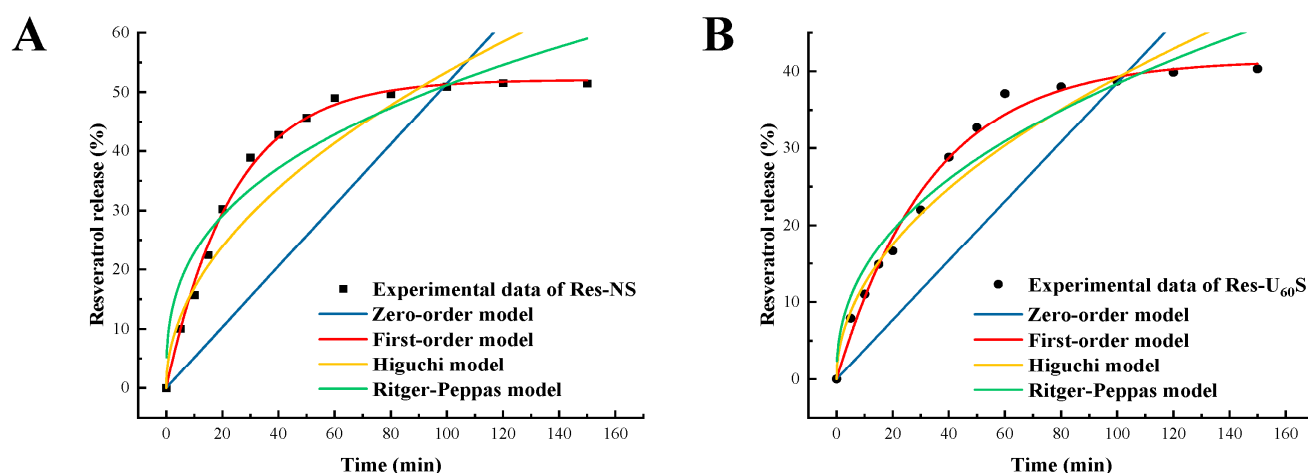 A
Resveratrol release (%)
60
50
40
30
20
10
0
Experimental data of Res-NS
Zero-order model
First-order model
Higuchi model
Ritger-Peppas model
0 20 40 60 80 100 120 140 160
Time (min)
B
Resveratrol release (%)
40
30
20
10
0
Experimental data of Res-U₆₀S
Zero-order model
First-order model
Higuchi model
Ritger-Peppas model
0 20 40 60 80 100 120 140 160
Time (min)